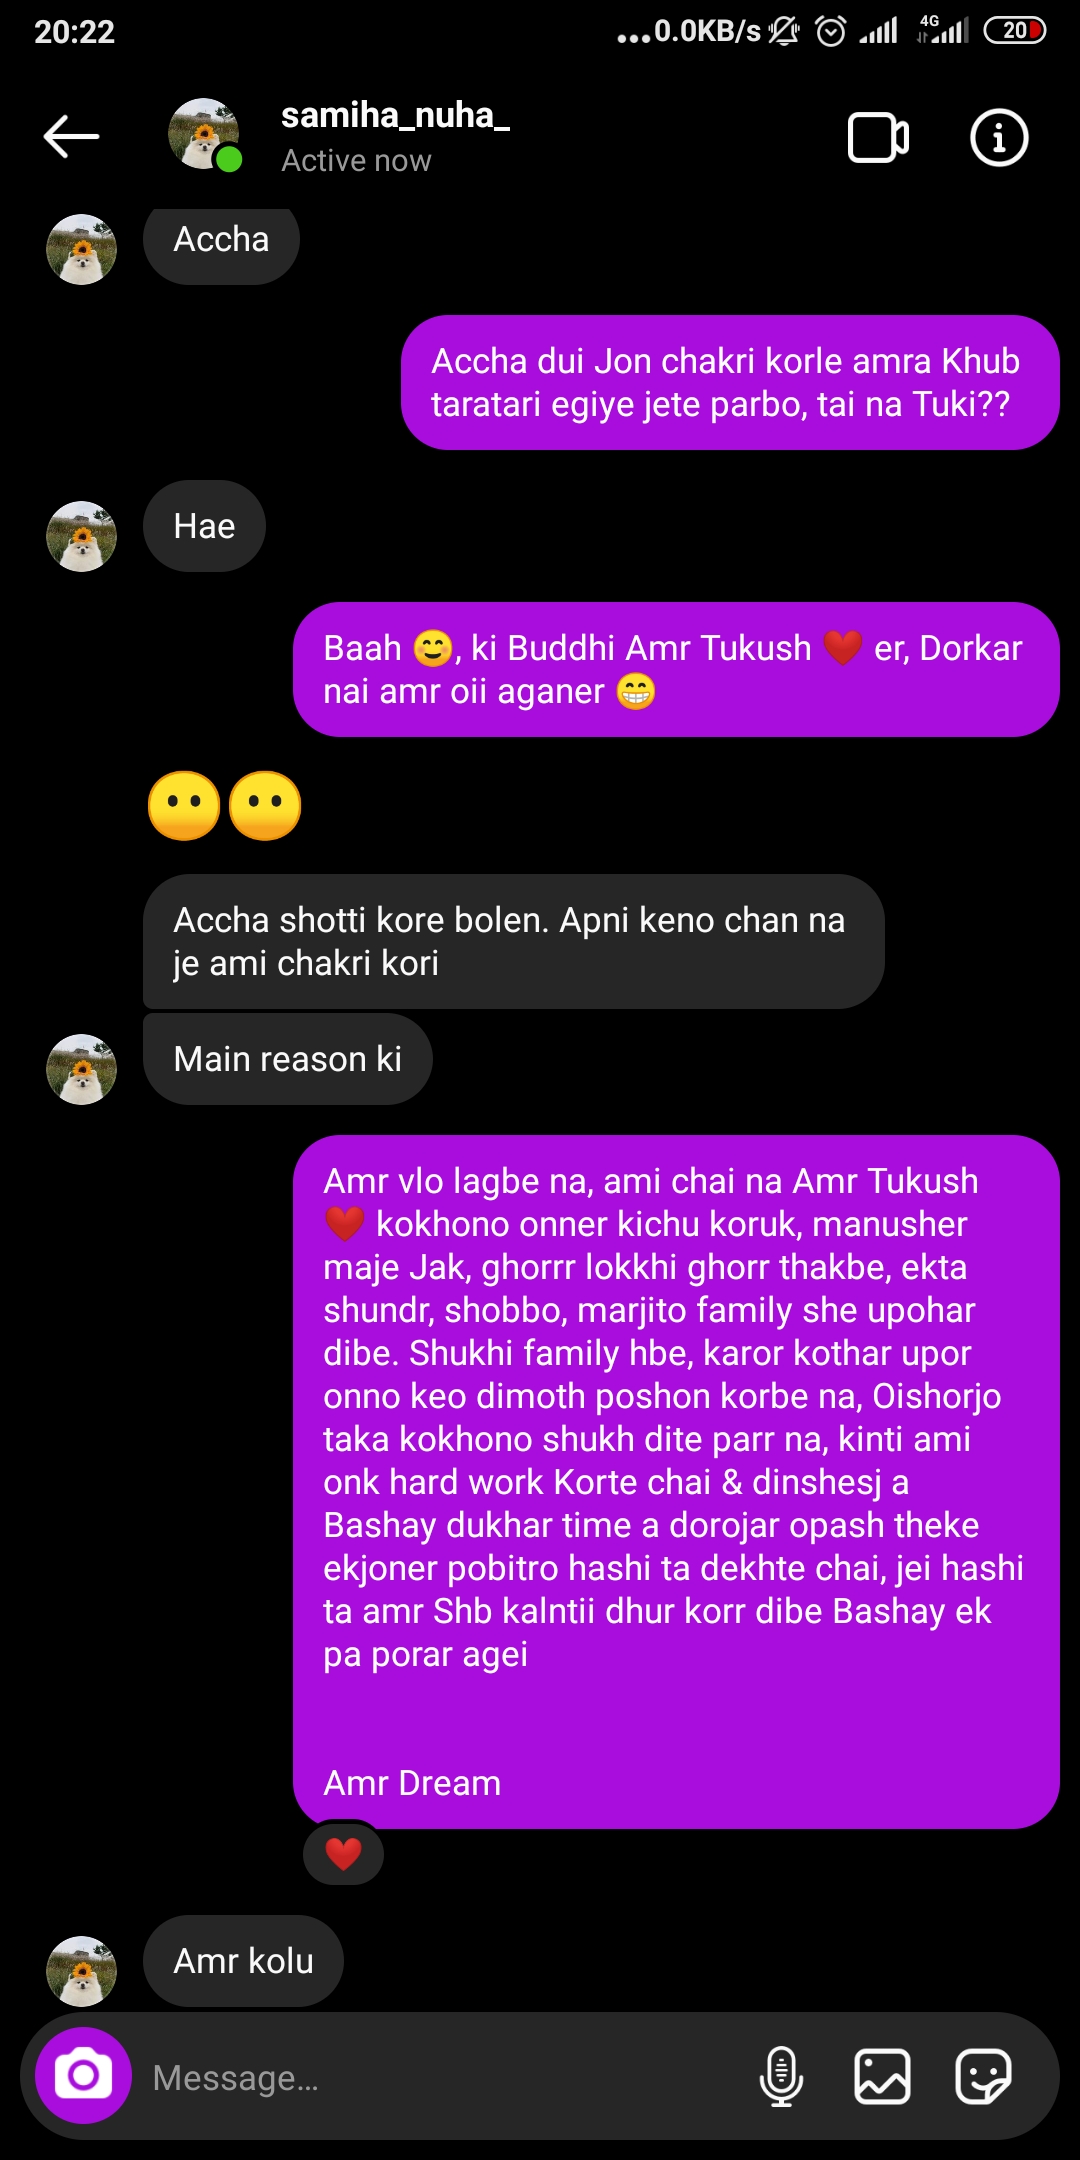 20:22
...0.0KB/s 4G 20
samiha_nuha_
Active now
Accha
Accha dui Jon chakri korle amra Khub
taratari egiye jete parbo, tai na Tuki??
Hae
Baah 😊, ki Buddhi Amr Tukush ❤️ er, Dorkar
nai amr oii aganer 😁
😶😶
Accha shotti kore bolen. Apni keno chan na
je ami chakri kori
Main reason ki
Amr vlo lagbe na, ami chai na Amr Tukush
❤️ kokhono onner kichu koruk, manusher
maje Jak, ghorrr lokkhi ghorr thakbe, ekta
shundr, shobbo, marjito family she upohar
dibe. Shukhi family hbe, karor kothar upor
onno keo dimoth poshon korbe na, Oishorjo
taka kokhono shukh dite parr na, kinti ami
onk hard work Korte chai & dinshesj a
Bashay dukhar time a dorojar opash theke
ekjoner pobitro hashi ta dekhte chai, jei hashi
ta amr Shb kalntii dhur korr dibe Bashay ek
pa porar agei
Amr Dream
❤️
Amr kolu
Message...